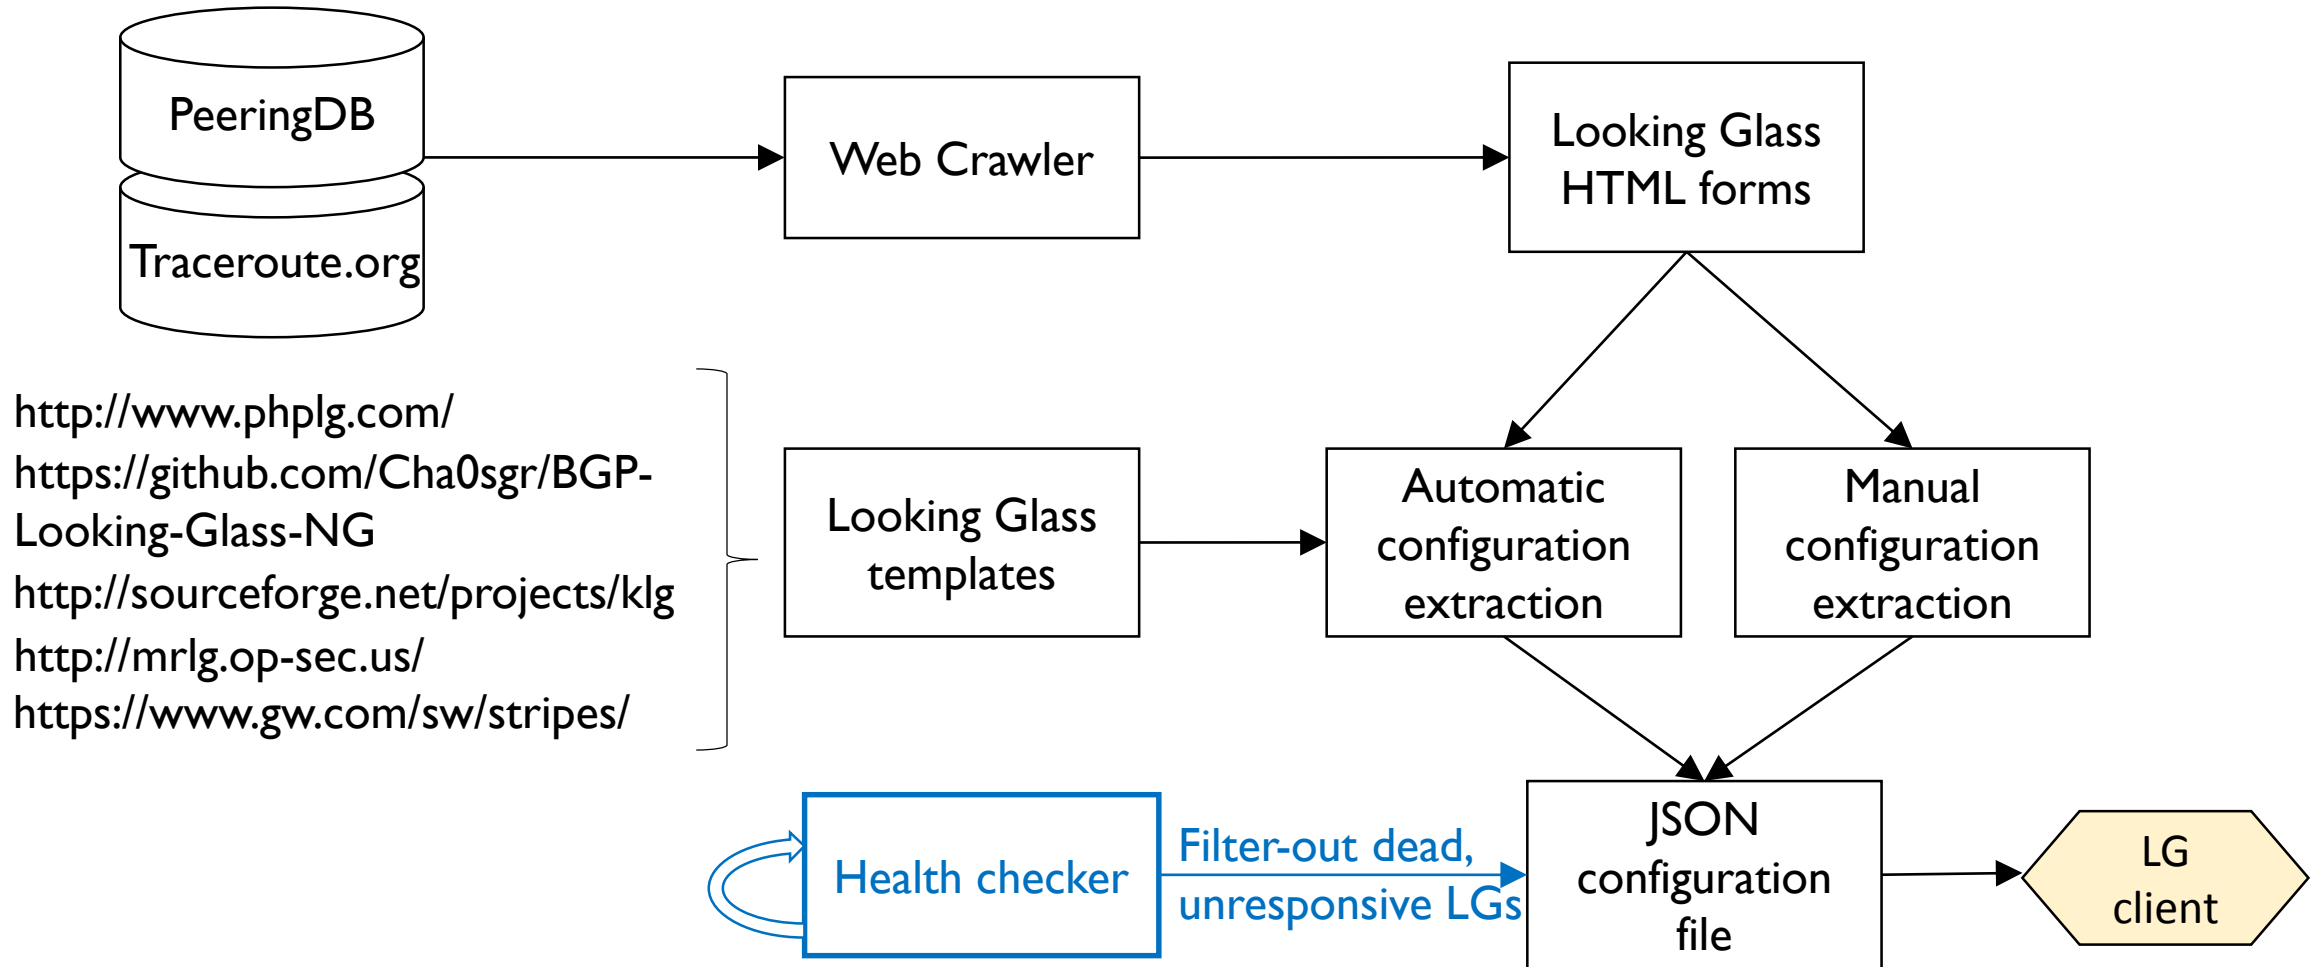 PeeringDB
Traceroute.org
Web Crawler
Looking Glass
HTML forms
http://www.phplg.com/
https://github.com/Cha0sgr/BGP-
Looking-Glass-NG
http://sourceforge.net/projects/klg
http://mrlg.op-sec.us/
https://www.gw.com/sw/stripes/
Looking Glass
templates
Automatic
configuration
extraction
Manual
configuration
extraction
Health checker
Filter-out dead,
unresponsive LGs
JSON
configuration
file
LG
client